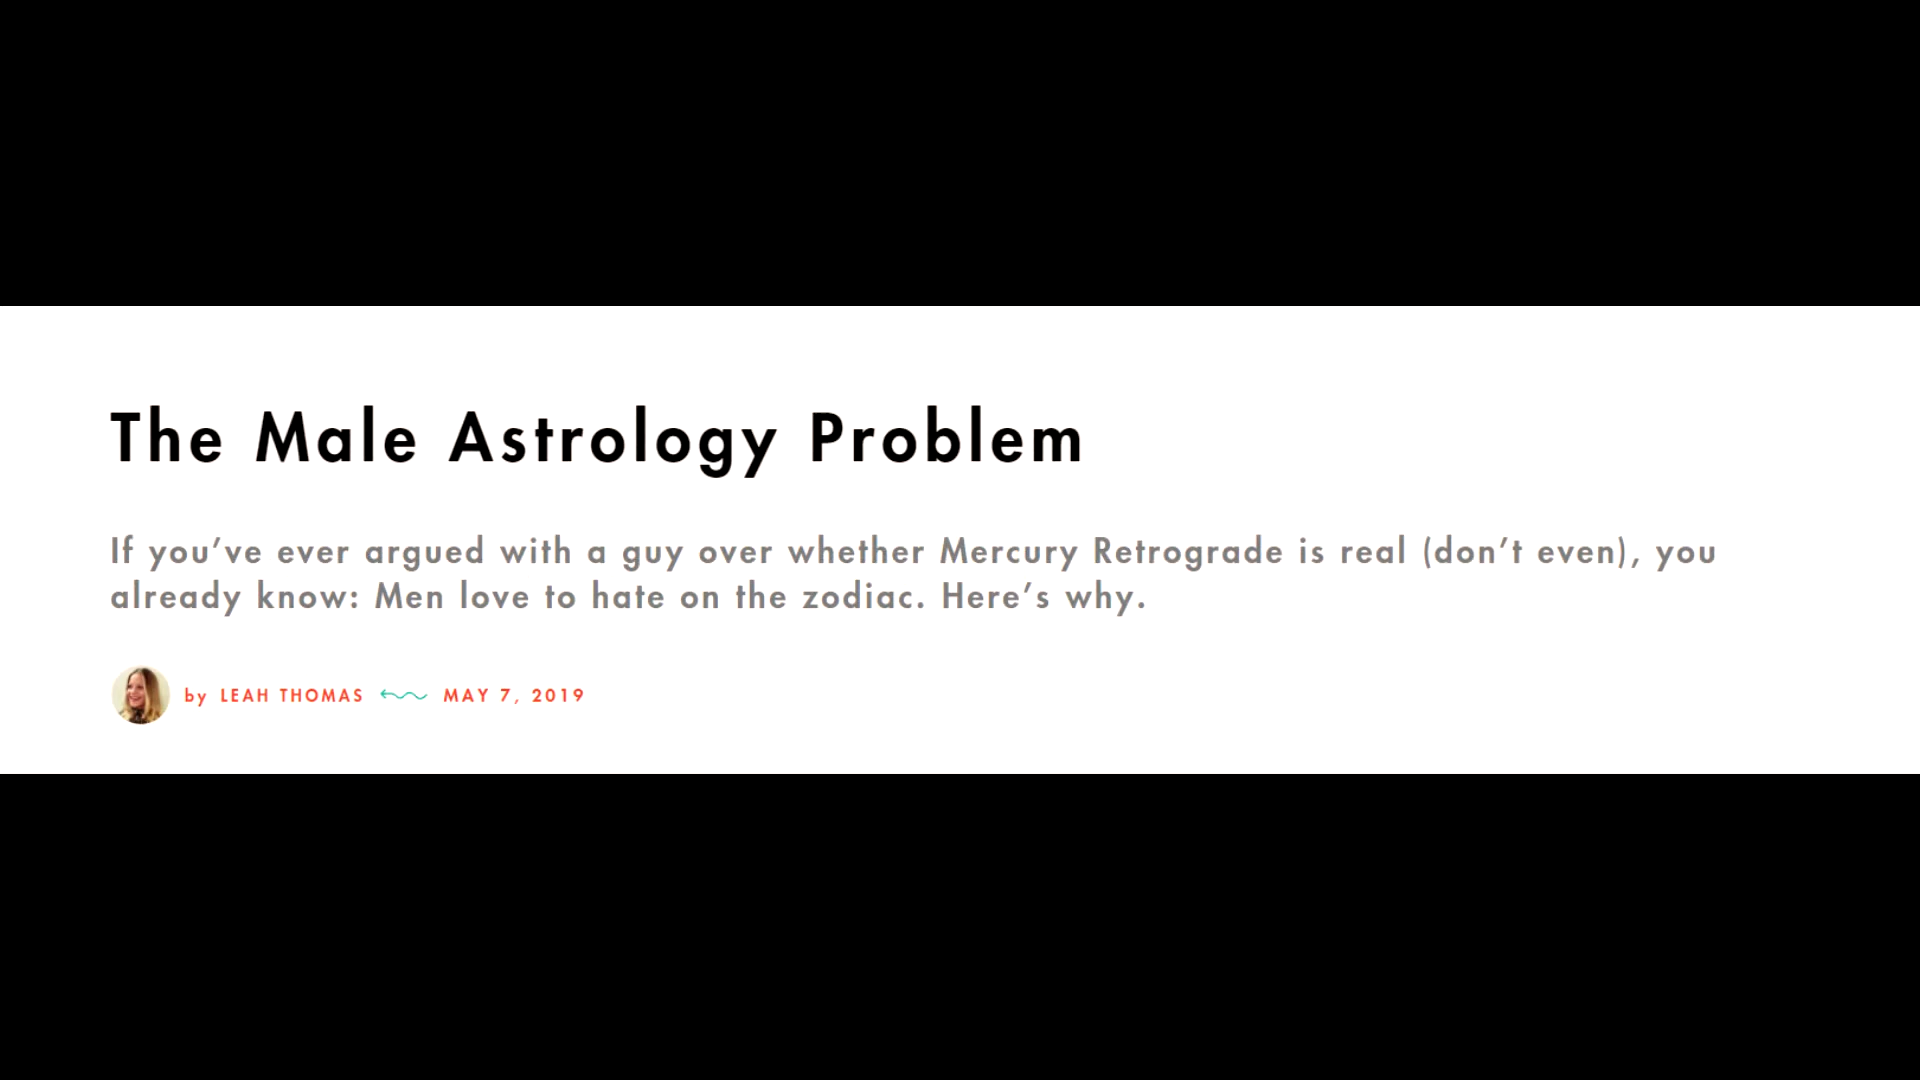 The Male Astrology Problem
If you’ve ever argued with a guy over whether Mercury Retrograde is real (don’t even), you
already know: Men love to hate on the zodiac. Here’s why.
by LEAH THOMAS MAY 7, 2019